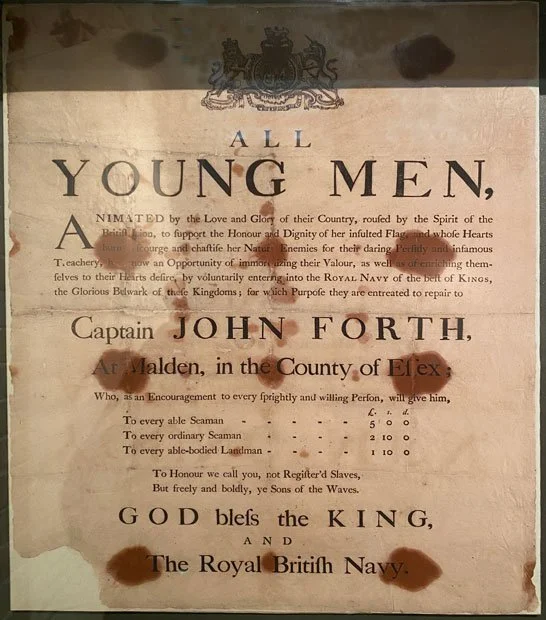 ALL
YOUNG MEN,
ANIMATED by the Love and Glory of their Country, rouſed by the Spirit of the
Britiſh Lion, to ſupport the Honour and Dignity of her inſulted Flag, and whoſe Hearts
burn ſcourge and chaſtiſe her Enemies for their daring Perfidy and infamous
Treachery, now an Opportunity of immortalizing their Valour, as well as of enriching them-
ſelves to their Hearts deſire, by voluntarily entering into the ROYAL NAVY of the beſt of KINGS,
the Glorious Bulwark of theſe Kingdoms; for which Purpoſe they are entreated to repair to
Captain JOHN FORTH,
At Malden, in the County of Eſſex;
Who, as an Encouragement to every ſprightly and willing Perſon, will give him,
£. s. d.
To every able Seaman - - - - 5 0 0
To every ordinary Seaman - - - - 2 10 0
To every able-bodied Landman - - - - 1 10 0
To Honour we call you, not Regiſter'd Slaves,
But freely and boldly, ye Sons of the Waves.
GOD bleſs the KING,
AND
The Royal Britiſh Navy.